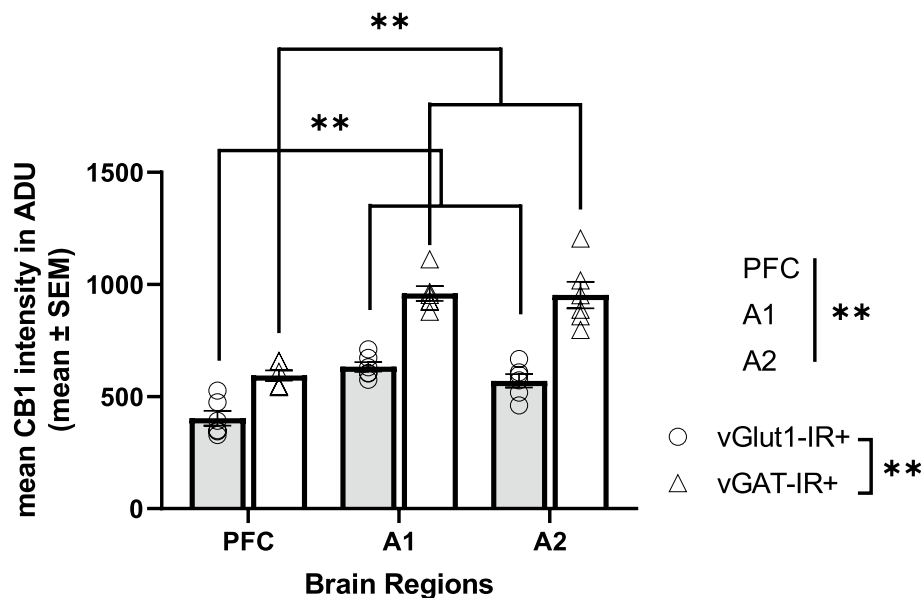 **
**
1500
1000
500
0
mean CB1 intensity in ADU
(mean ± SEM)
PFC
A1
A2
Brain Regions
PFC
A1
A2
**
vGlut1-IR+
vGAT-IR+
**